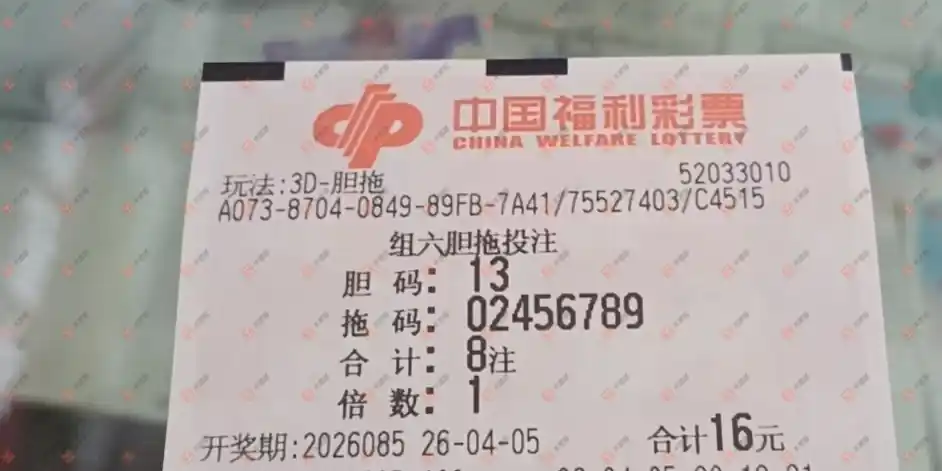 中国福利彩票
CHINA WELFARE LOTTERY
玩法:3D-胆拖 52033010
A073-8704-0849-89FB-7A41/75527403/C4515
组六胆拖投注
胆 码: 13
拖 码: 02456789
合 计: 8注
倍 数: 1
开奖期:2026085 26-04-05 合计16元